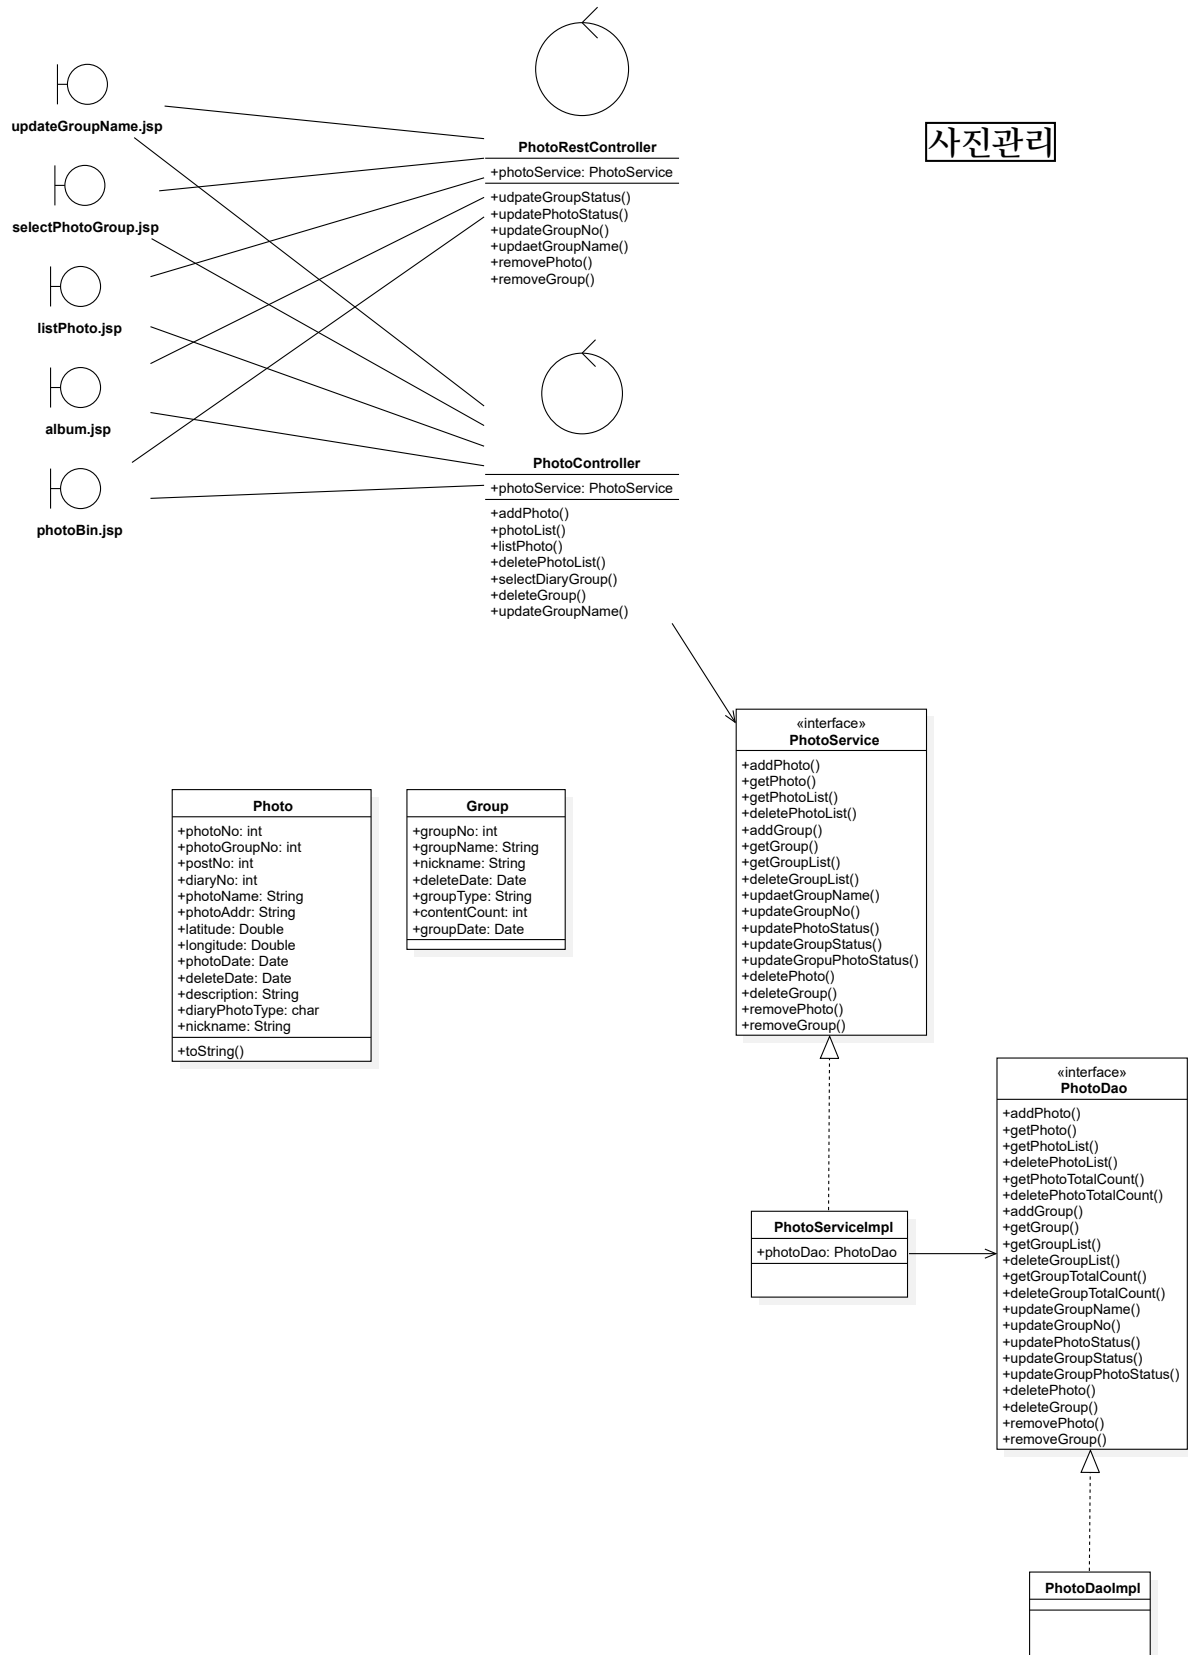 updateGroupName.jsp
selectPhotoGroup.jsp
listPhoto.jsp
album.jsp
photoBin.jsp
PhotoRestController
+photoService: PhotoService
+udpateGroupStatus()
+updatePhotoStatus()
+updateGroupNo()
+updaetGroupName()
+removePhoto()
+removeGroup()
사진관리
PhotoController
+photoService: PhotoService
+addPhoto()
+photoList()
+listPhoto()
+deletePhotoList()
+selectDiaryGroup()
+deleteGroup()
+updateGroupName()
«interface»
PhotoService
+addPhoto()
+getPhoto()
+getPhotoList()
+deletePhotoList()
+addGroup()
+getGroup()
+getGroupList()
+deleteGroupList()
+updaetGroupName()
+updateGroupNo()
+updatePhotoStatus()
+updateGroupStatus()
+updateGropuPhotoStatus()
+deletePhoto()
+deleteGroup()
+removePhoto()
+removeGroup()
Photo
+photoNo: int
+photoGroupNo: int
+postNo: int
+diaryNo: int
+photoName: String
+photoAddr: String
+latitude: Double
+longitude: Double
+photoDate: Date
+deleteDate: Date
+description: String
+diaryPhotoType: char
+nickname: String
+toString()
Group
+groupNo: int
+groupName: String
+nickname: String
+deleteDate: Date
+groupType: String
+contentCount: int
+groupDate: Date
«interface»
PhotoDao
+addPhoto()
+getPhoto()
+getPhotoList()
+deletePhotoList()
+getPhotoTotalCount()
+deletePhotoTotalCount()
+addGroup()
+getGroup()
+getGroupList()
+deleteGroupList()
+getGroupTotalCount()
+deleteGroupTotalCount()
+updateGroupName()
+updateGroupNo()
+updatePhotoStatus()
+updateGroupStatus()
+updateGroupPhotoStatus()
+deletePhoto()
+deleteGroup()
+removePhoto()
+removeGroup()
PhotoServiceImpl
+photoDao: PhotoDao
PhotoDaoImpl